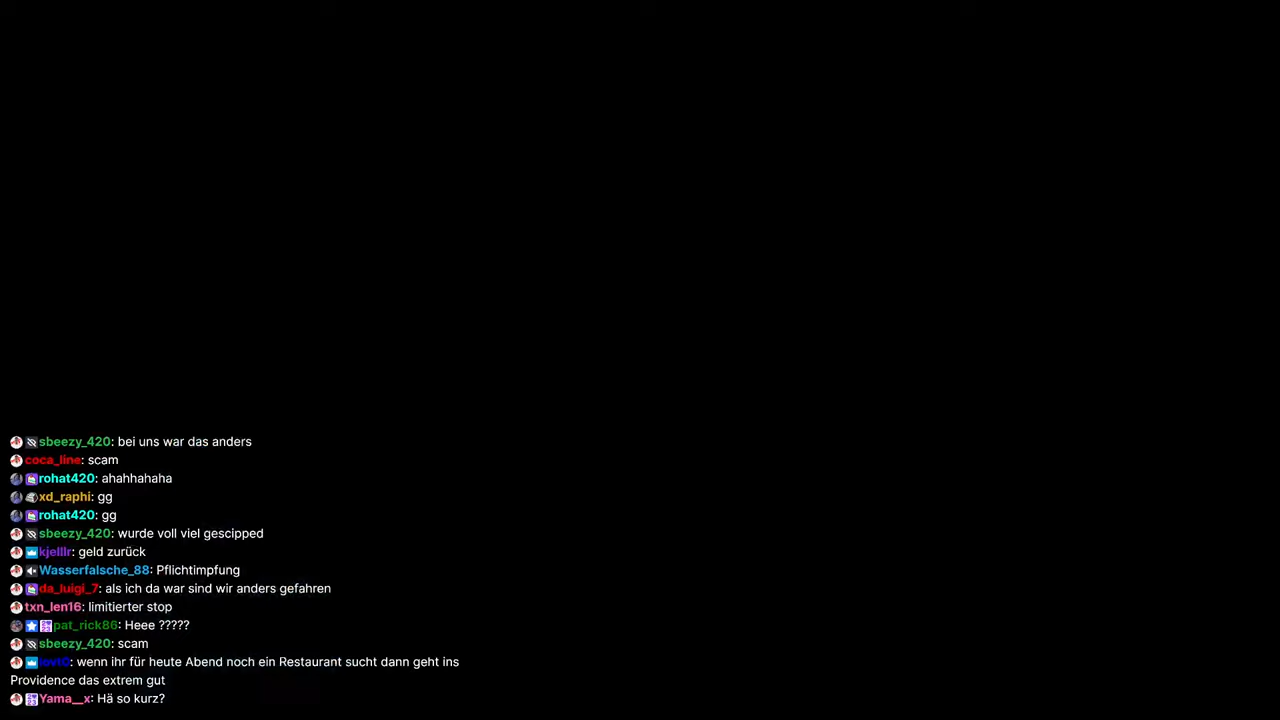 sbeezy_420: bei uns war das anders
coca_line: scam
rohat420: ahahhahaha
xd_raphi: gg
rohat420: gg
sbeezy_420: wurde voll viel gescipped
kjelllr: geld zurück
Wasserfalsche_88: Pflichtimpfung
da_luigi_7: als ich da war sind wir anders gefahren
txn_len16: limitierter stop
pat_rick86: Heee ?????
sbeezy_420: scam
: wenn ihr für heute Abend noch ein Restaurant sucht dann geht ins
Providence das extrem gut
Yama__x: Hä so kurz?